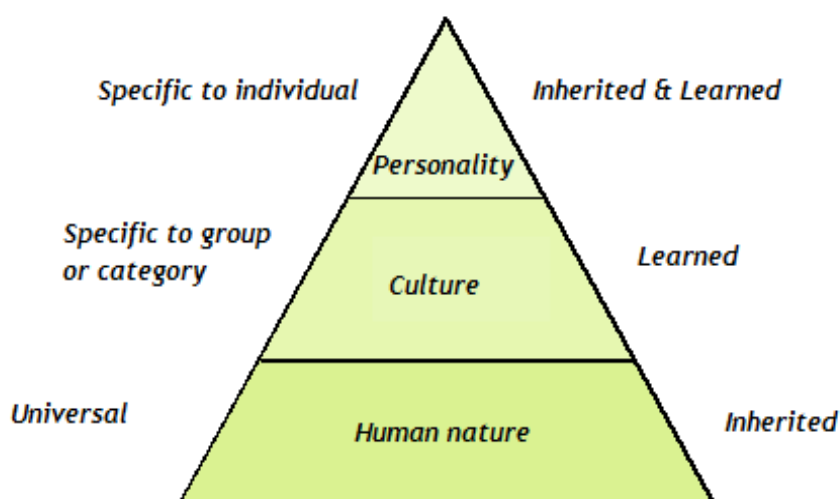 Specific to individual
Inherited & Learned
Personality
Specific to group
or category
Learned
Culture
Universal
Human nature
Inherited